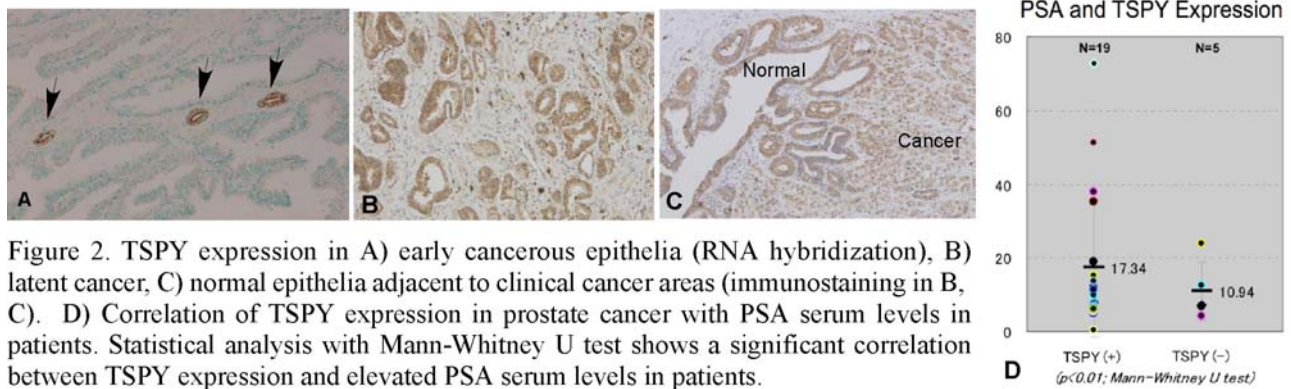 A
B
Normal
Cancer
C
PSA and TSPY Expression
80
60
40
20
0
N=19
N=5
17.34
10.94
TSPY (+)
TSPY (−)
D
(p<0.01; Mann-Whitney U test)
Figure 2. TSPY expression in A) early cancerous epithelia (RNA hybridization), B)
latent cancer, C) normal epithelia adjacent to clinical cancer areas (immunostaining in B,
C). D) Correlation of TSPY expression in prostate cancer with PSA serum levels in
patients. Statistical analysis with Mann-Whitney U test shows a significant correlation
between TSPY expression and elevated PSA serum levels in patients.